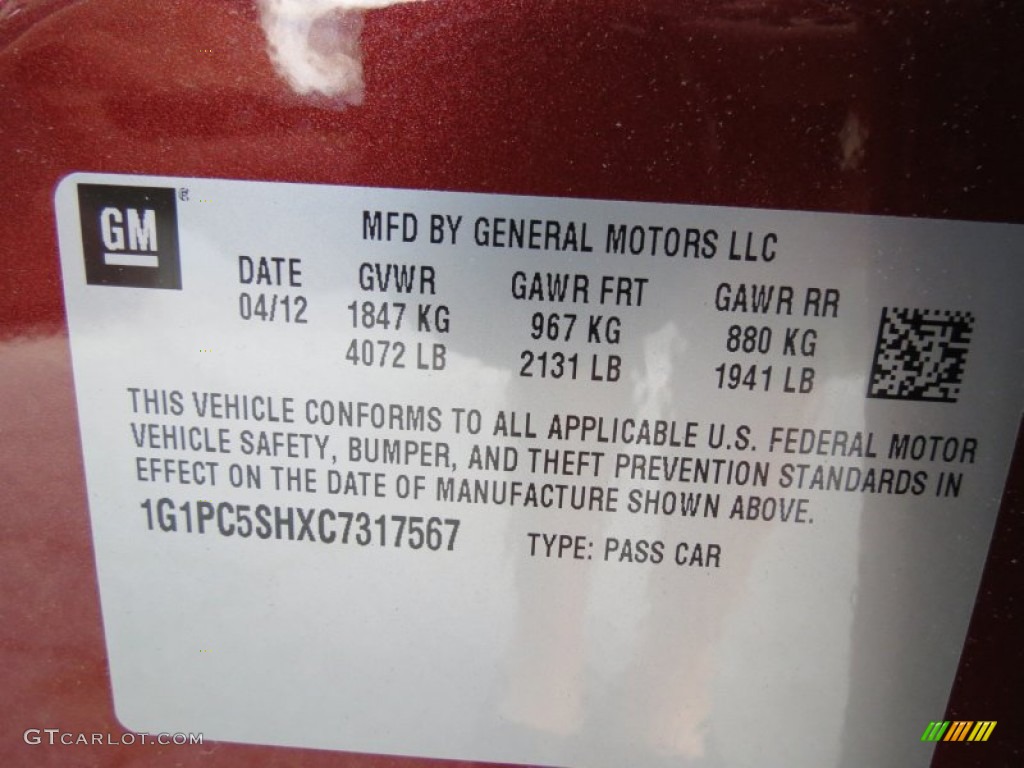 GM ®
MFD BY GENERAL MOTORS LLC
DATE GVWR GAWR FRT GAWR RR
04/12 1847 KG 967 KG 880 KG
4072 LB 2131 LB 1941 LB
THIS VEHICLE CONFORMS TO ALL APPLICABLE U.S. FEDERAL MOTOR
VEHICLE SAFETY, BUMPER, AND THEFT PREVENTION STANDARDS IN
EFFECT ON THE DATE OF MANUFACTURE SHOWN ABOVE.
1G1PC5SHXC7317567 TYPE: PASS CAR
GTCARLOT.COM